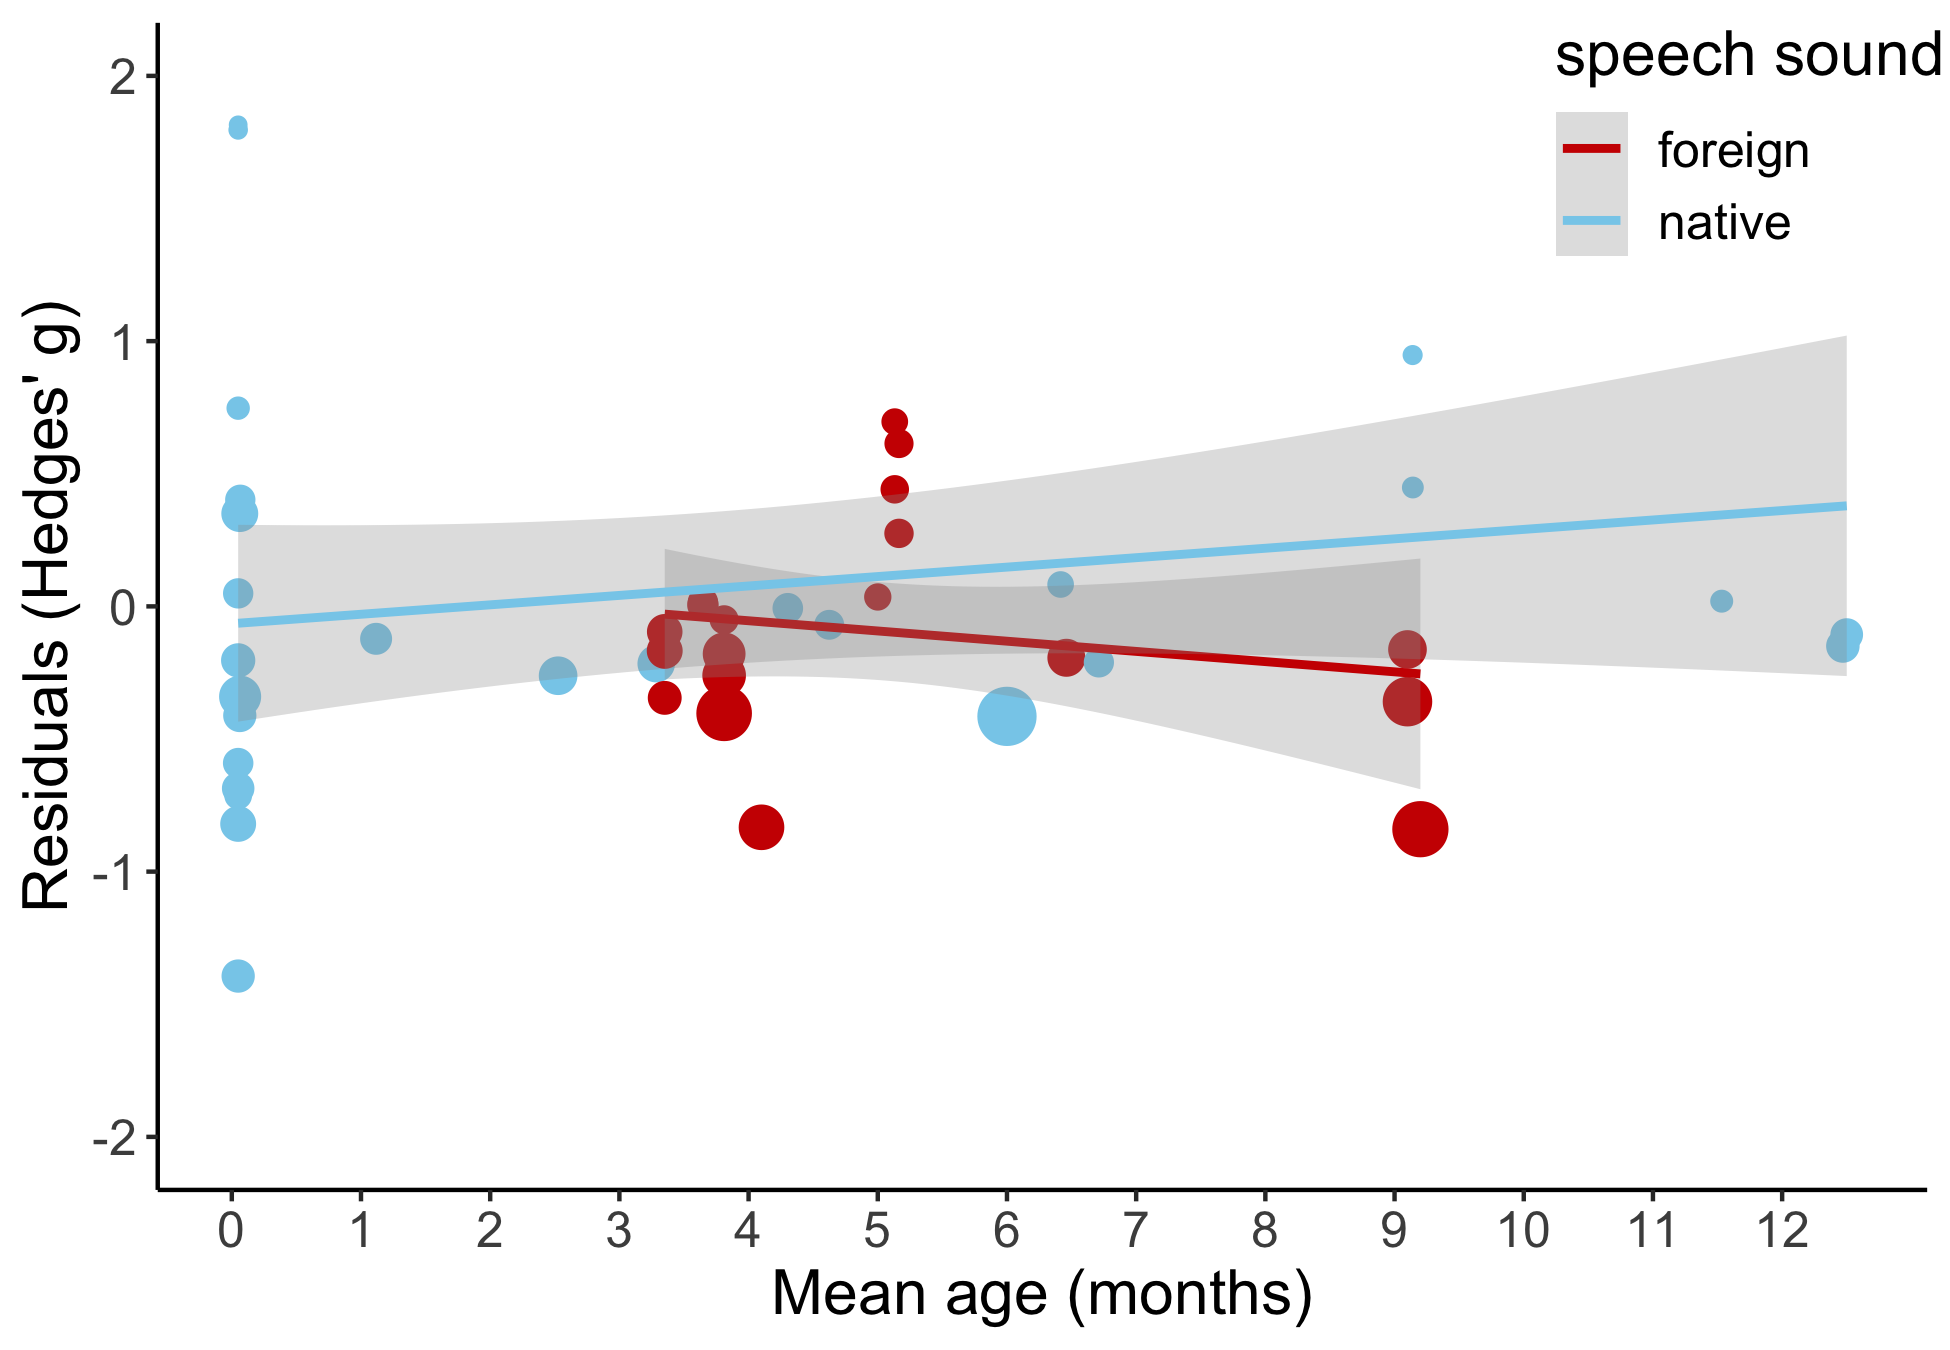 speech sound
foreign
native
Residuals (Hedges' g)
2
1
0
-1
-2
0 1 2 3 4 5 6 7 8 9 10 11 12
Mean age (months)